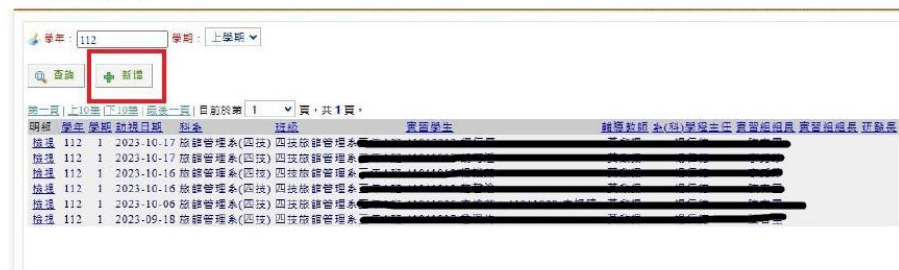 學年：112 學期：上學期
查詢 新增
第一頁|上10筆|下10筆|最後一頁|目前於第 1 頁，共1頁。
明細 學年 學期 訪視日期 科系 班級 實習學生 輔導教師 系(科)學程主任 實習組組員 實習組組長 研發長
檢視 112 1 2023-10-17 旅館管理系(四技) 四技旅館管理系
檢視 112 1 2023-10-17 旅館管理系(四技) 四技旅館管理系
檢視 112 1 2023-10-16 旅館管理系(四技) 四技旅館管理系
檢視 112 1 2023-10-16 旅館管理系(四技) 四技旅館管理系
檢視 112 1 2023-10-06 旅館管理系(四技) 四技旅館管理系
檢視 112 1 2023-09-18 旅館管理系(四技) 四技旅館管理系